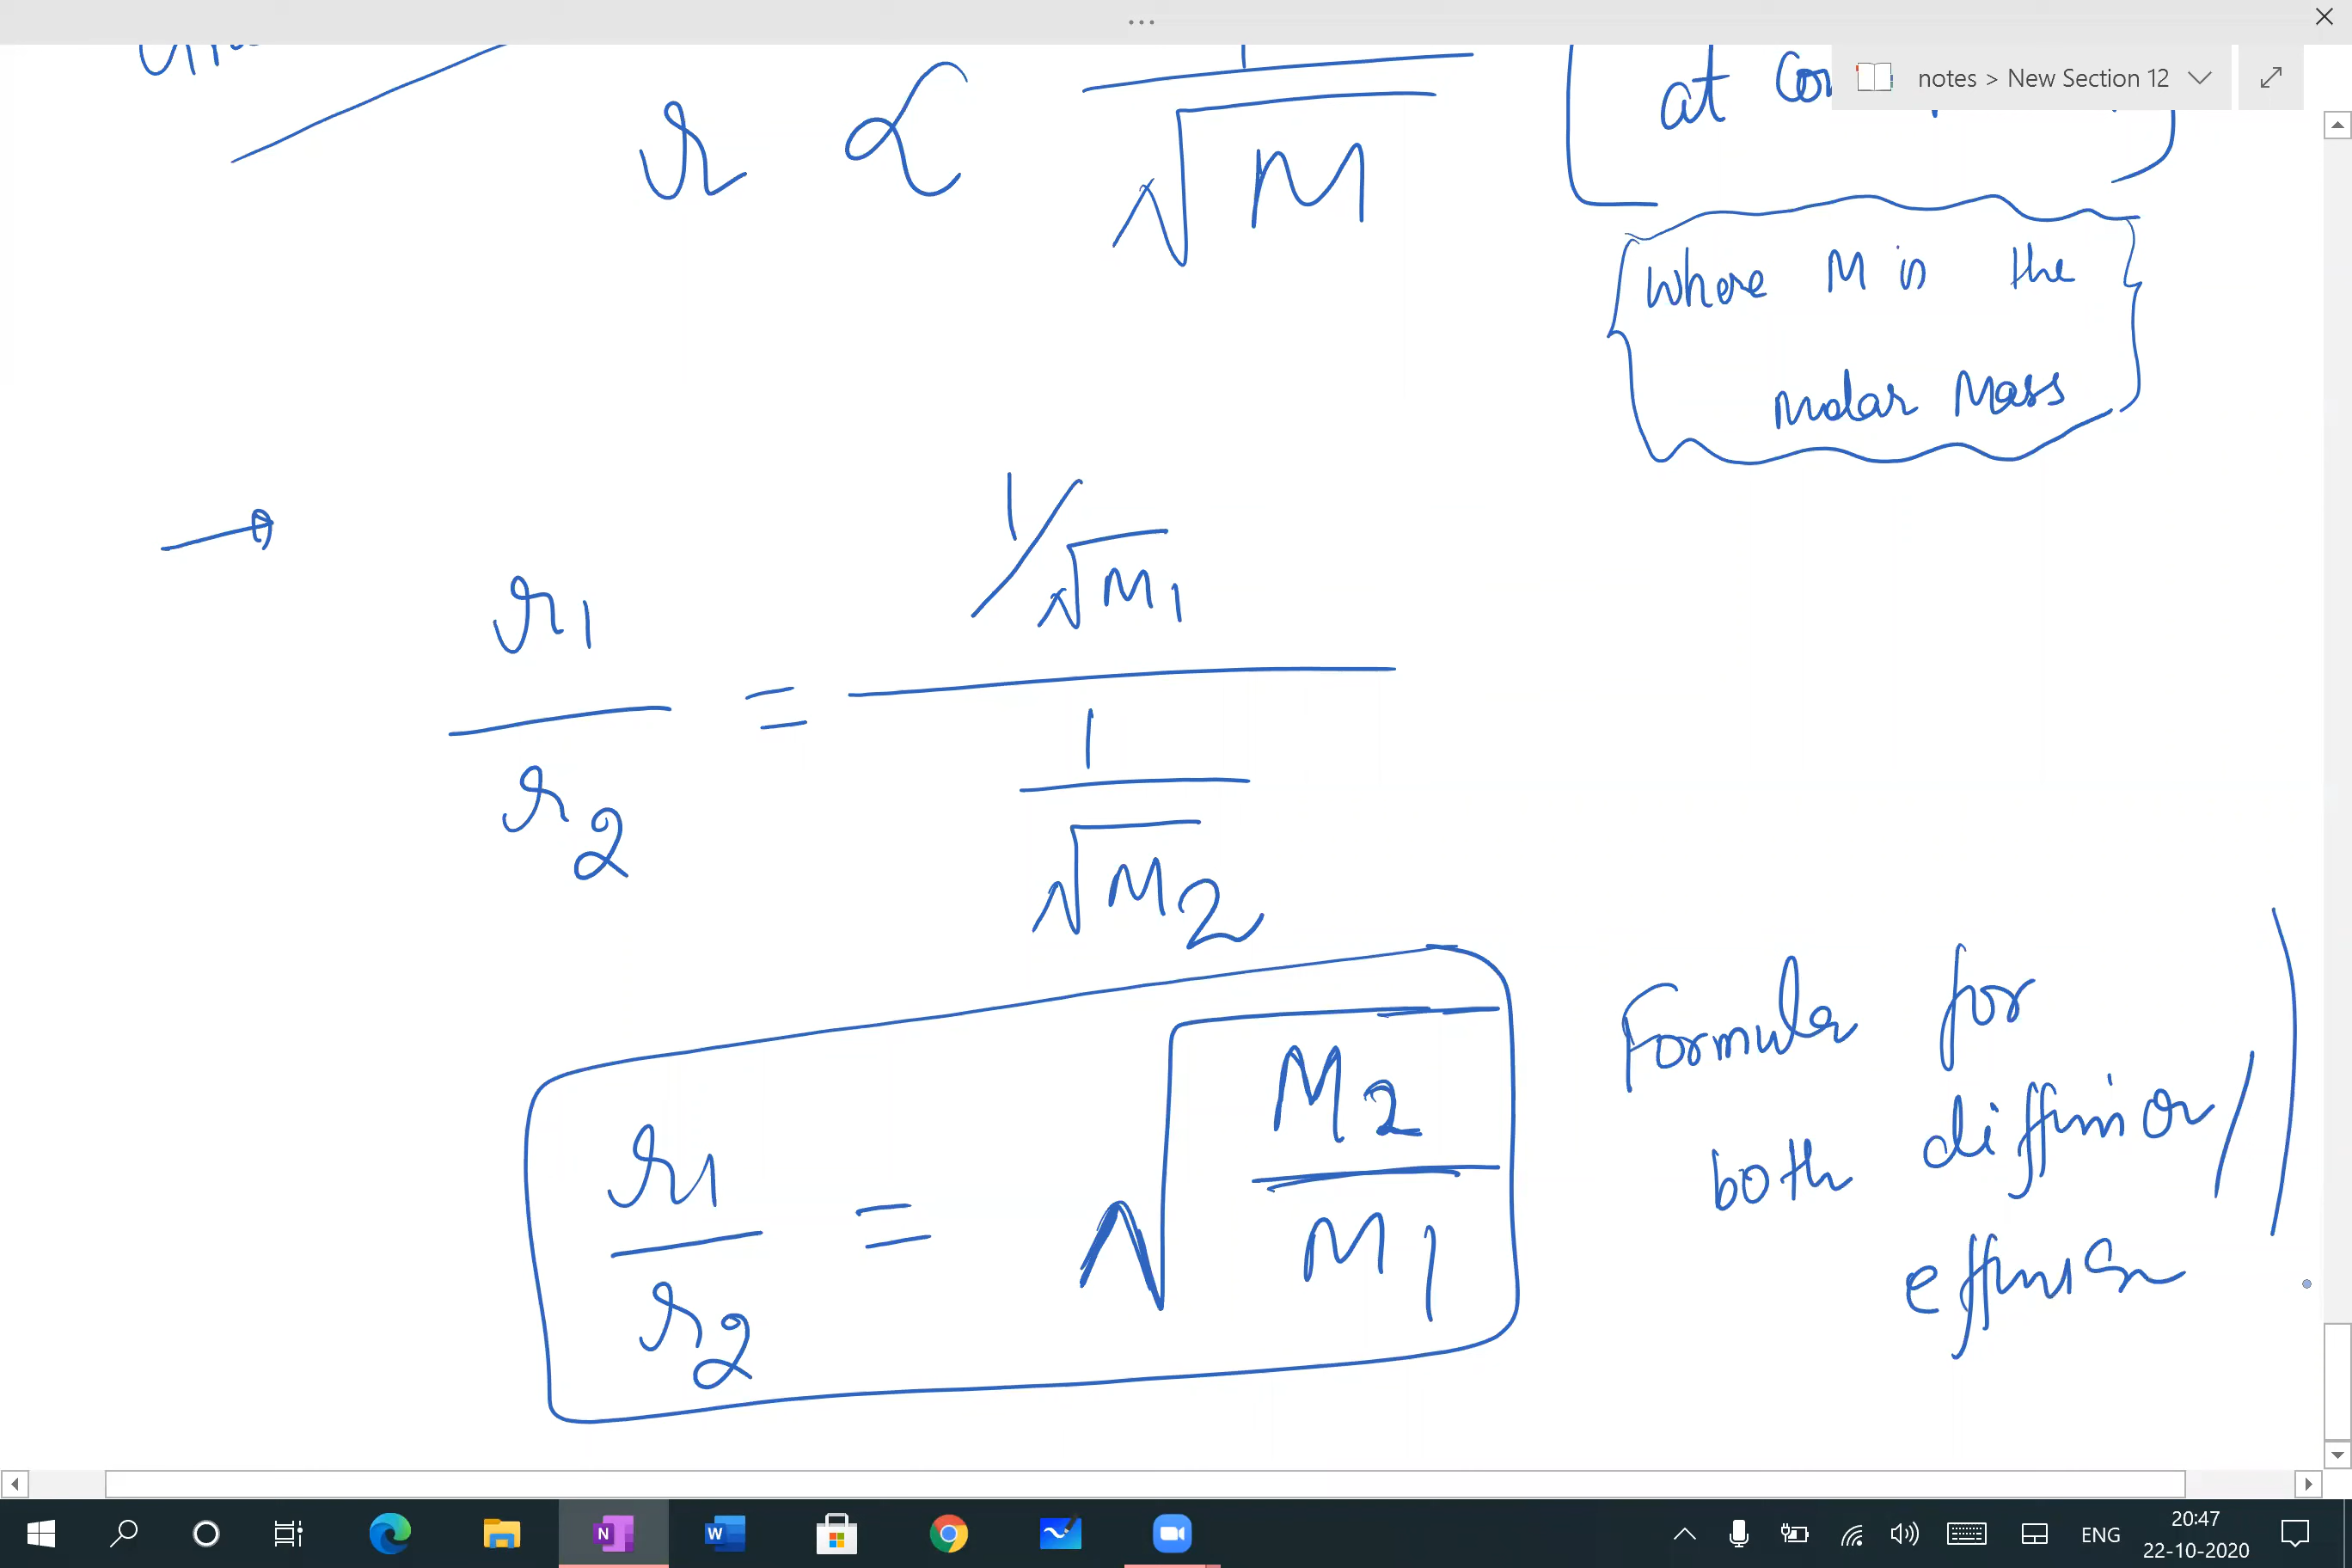 notes > New Section 12
r ∝ 1/√M
at
where M is the
molar Mass
r1/r2 = (1/√M1)/(1/√M2)
r1/r2 = √(M2/M1)
Formula for
both diffusion
effusion
ENG
20:47
22-10-2020